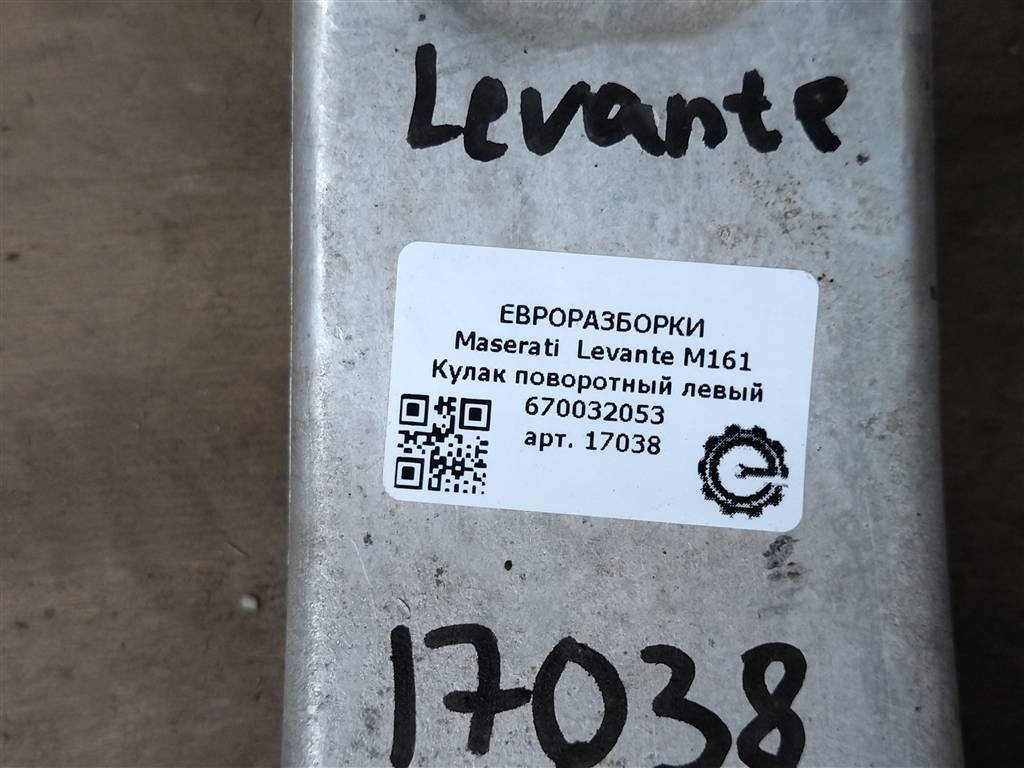 Levante
ЕВРОРАЗБОРКИ
Maserati Levante M161
Кулак поворотный левый
670032053
арт. 17038
17038